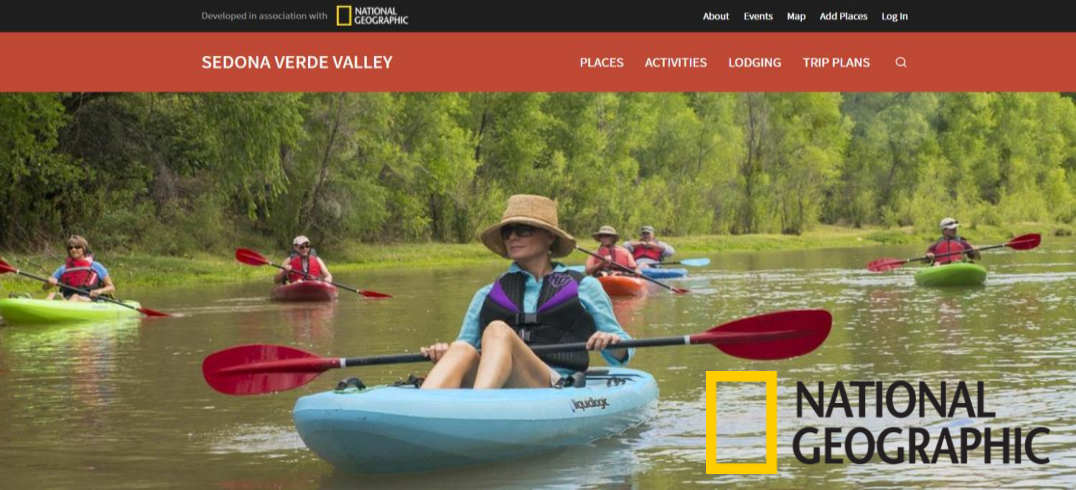 Developed in association with NATIONAL GEOGRAPHIC About Events Map Add Places Log In
SEDONA VERDE VALLEY PLACES ACTIVITIES LODGING TRIP PLANS
liquidlogic
NATIONAL
GEOGRAPHIC